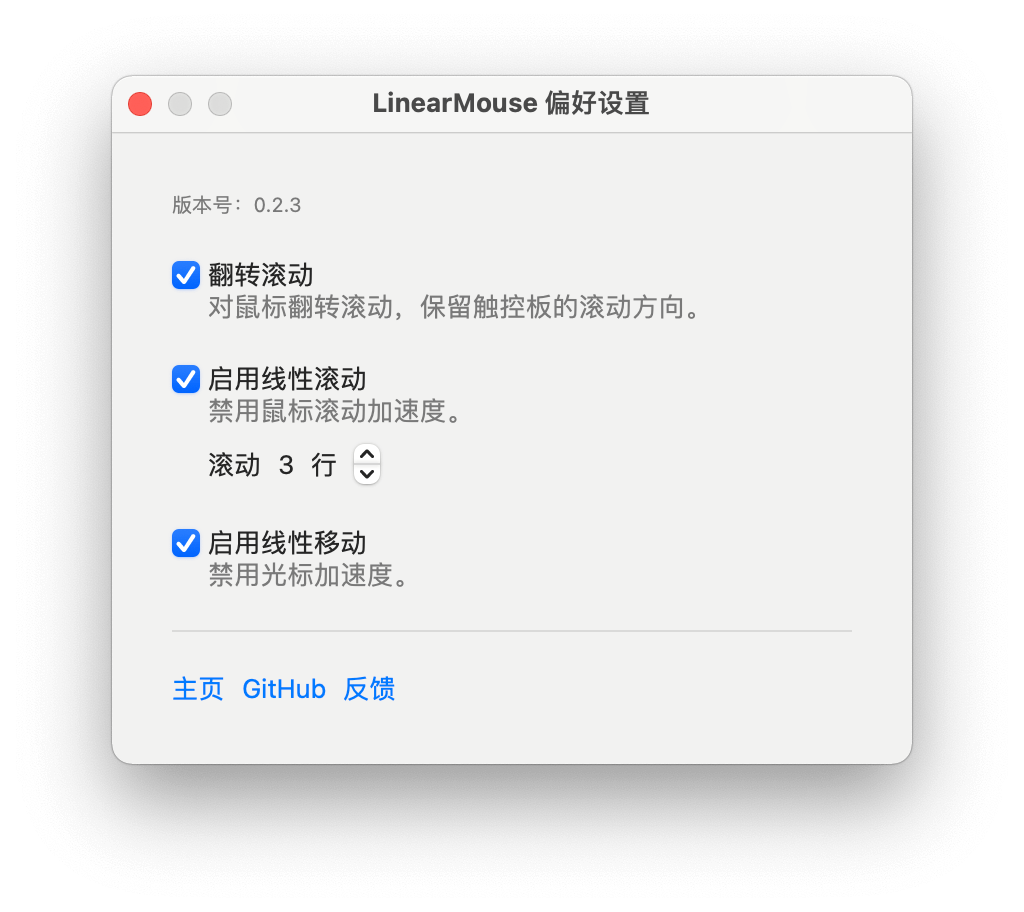 LinearMouse 偏好设置
版本号：0.2.3
翻转滚动
对鼠标翻转滚动，保留触控板的滚动方向。
启用线性滚动
禁用鼠标滚动加速度。
滚动 3 行
启用线性移动
禁用光标加速度。
主页 GitHub 反馈